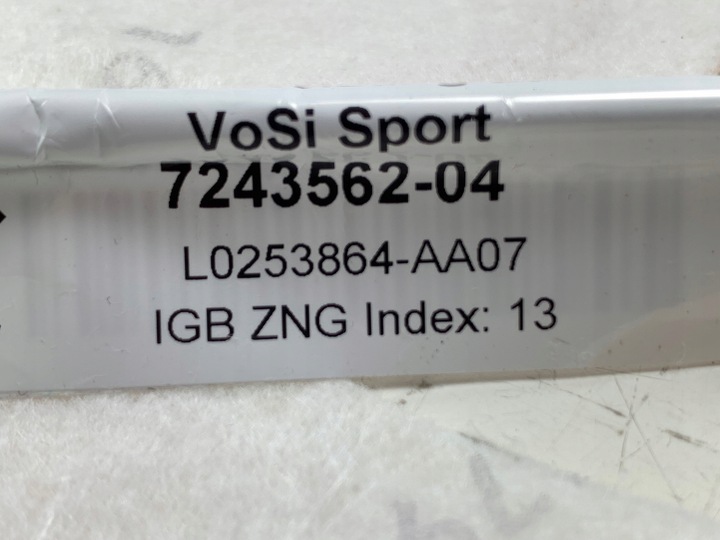 VoSi Sport
7243562-04
L0253864-AA07
IGB ZNG Index: 13